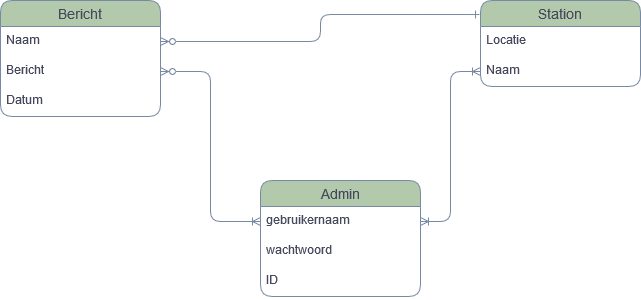 Bericht
Naam
Bericht
Datum
Station
Locatie
Naam
Admin
gebruikernaam
wachtwoord
ID